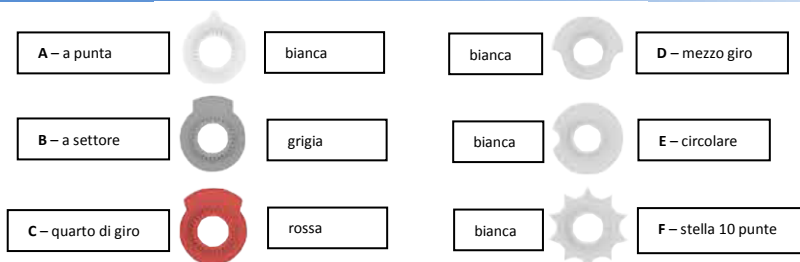 A – a punta
bianca
bianca
D – mezzo giro
B – a settore
grigia
bianca
E – circolare
C – quarto di giro
rossa
bianca
F – stella 10 punte